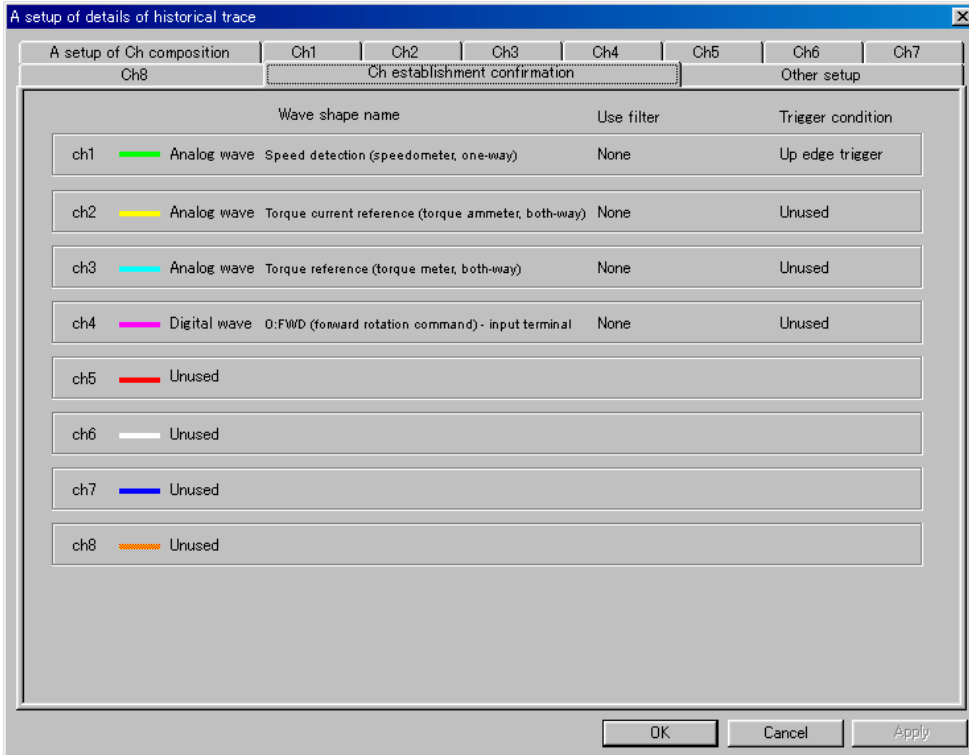 A setup of details of historical trace
A setup of Ch composition Ch1 Ch2 Ch3 Ch4 Ch5 Ch6 Ch7
Ch8 Ch establishment confirmation Other setup
Wave shape name Use filter Trigger condition
ch1 Analog wave Speed detection (speedometer, one-way) None Up edge trigger
ch2 Analog wave Torque current reference (torque ammeter, both-way) None Unused
ch3 Analog wave Torque reference (torque meter, both-way) None Unused
ch4 Digital wave 0:FWD (forward rotation command) - input terminal None Unused
ch5 Unused
ch6 Unused
ch7 Unused
ch8 Unused
OK Cancel Apply